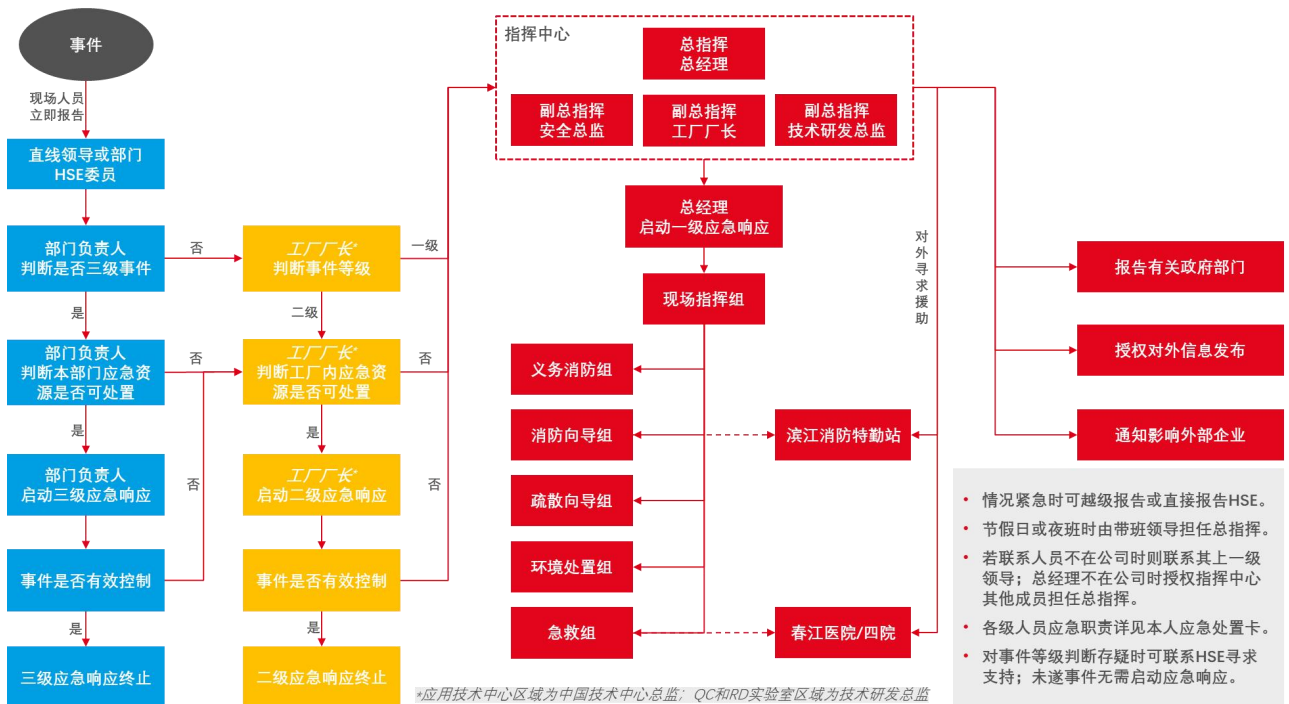 事件
现场人员
立即报告
直线领导或部门
HSE委员
部门负责人
判断是否三级事件
否
是
部门负责人
判断本部门应急资
源是否可处置
否
是
部门负责人
启动三级应急响应
否
事件是否有效控制
是
三级应急响应终止
工厂厂长*
判断事件等级
一级
二级
工厂厂长*
判断工厂内应急资
源是否可处置
否
是
工厂厂长*
启动二级应急响应
否
事件是否有效控制
是
二级应急响应终止
指挥中心
总指挥
总经理
副总指挥
安全总监
副总指挥
工厂厂长
副总指挥
技术研发总监
总经理
启动一级应急响应
现场指挥组
义务消防组
消防向导组
疏散向导组
环境处置组
急救组
滨江消防特勤站
春江医院/四院
对外寻求援助
报告有关政府部门
授权对外信息发布
通知影响外部企业
• 情况紧急时可越级报告或直接报告HSE。
• 节假日或夜班时由带班领导担任总指挥。
• 若联系人员不在公司时则联系其上一级
领导；总经理不在公司时授权指挥中心
其他成员担任总指挥。
• 各级人员应急职责详见本人应急处置卡。
• 对事件等级判断存疑时可联系HSE寻求
支持；未遂事件无需启动应急响应。
*应用技术中心区域为中国技术中心总监；QC和RD实验室区域为技术研发总监